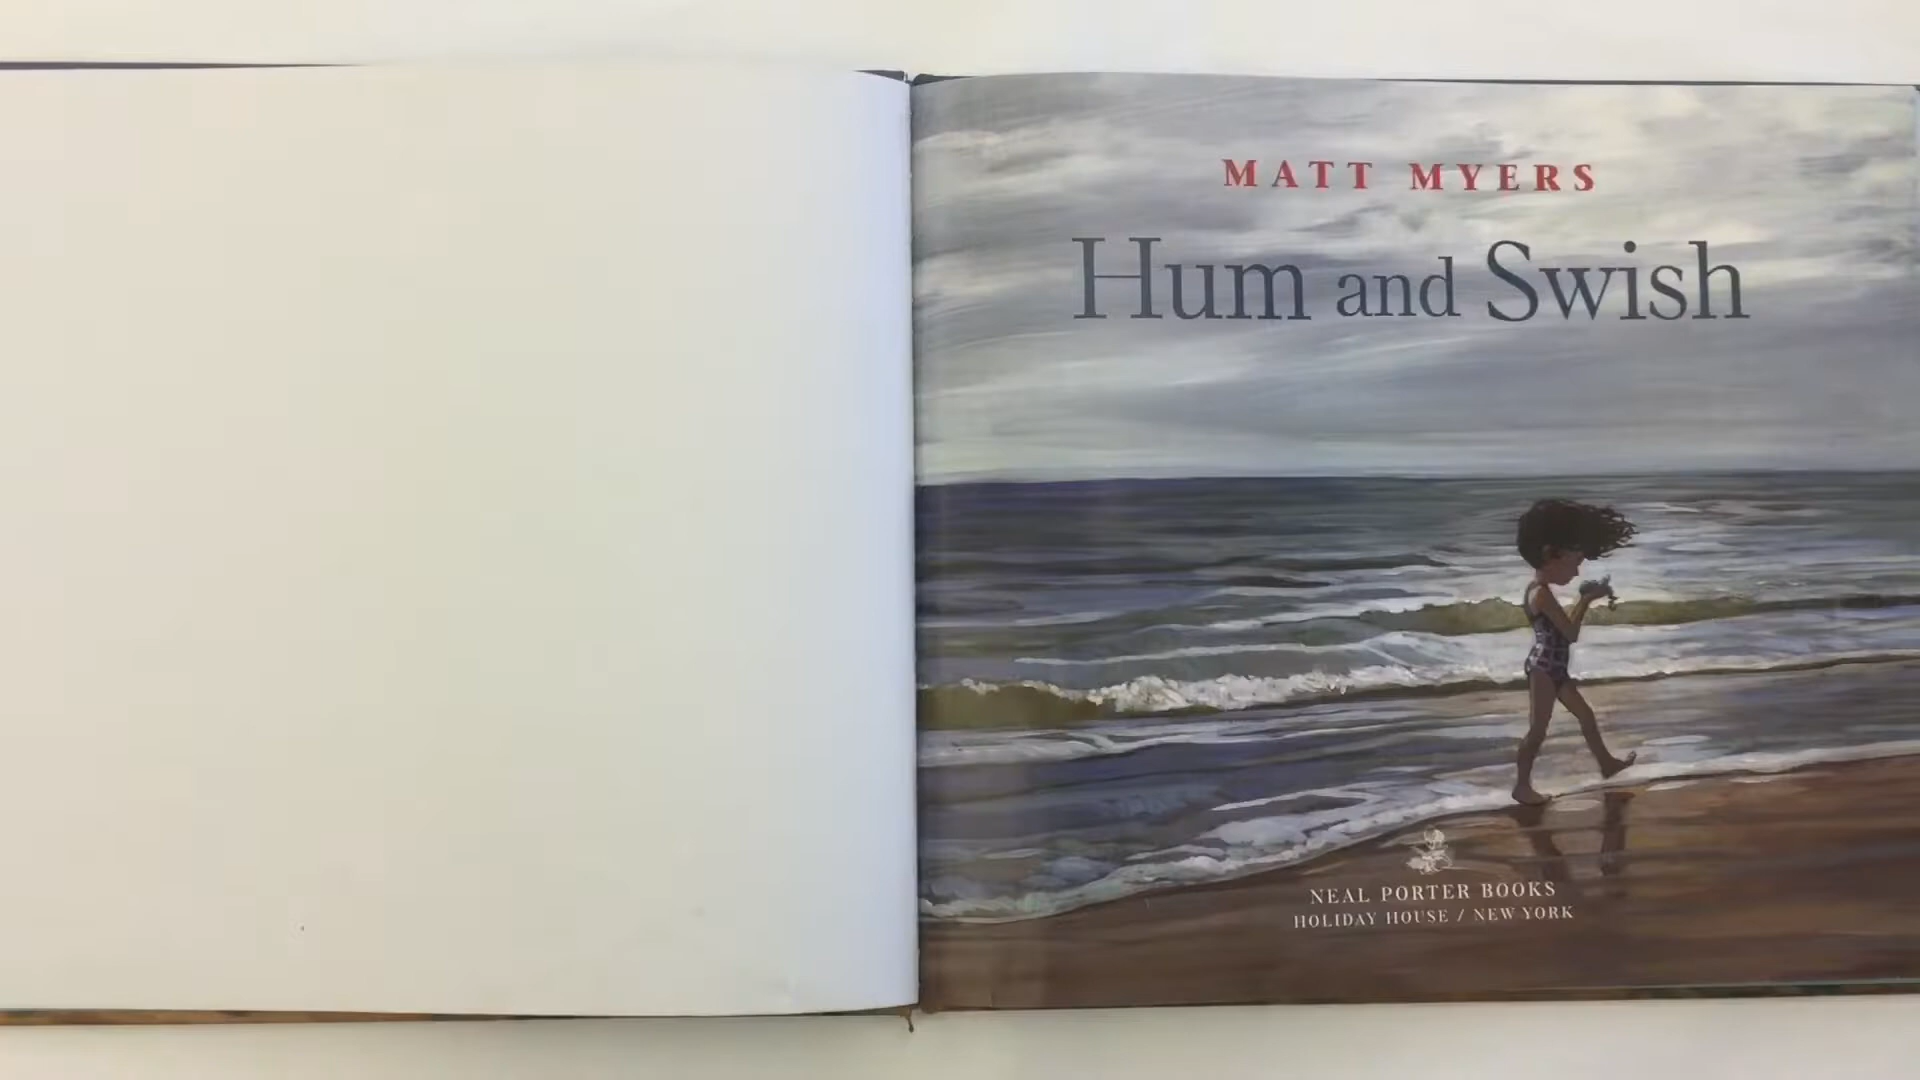 MATT MYERS
Hum and Swish
NEAL PORTER BOOKS
HOLIDAY HOUSE / NEW YORK